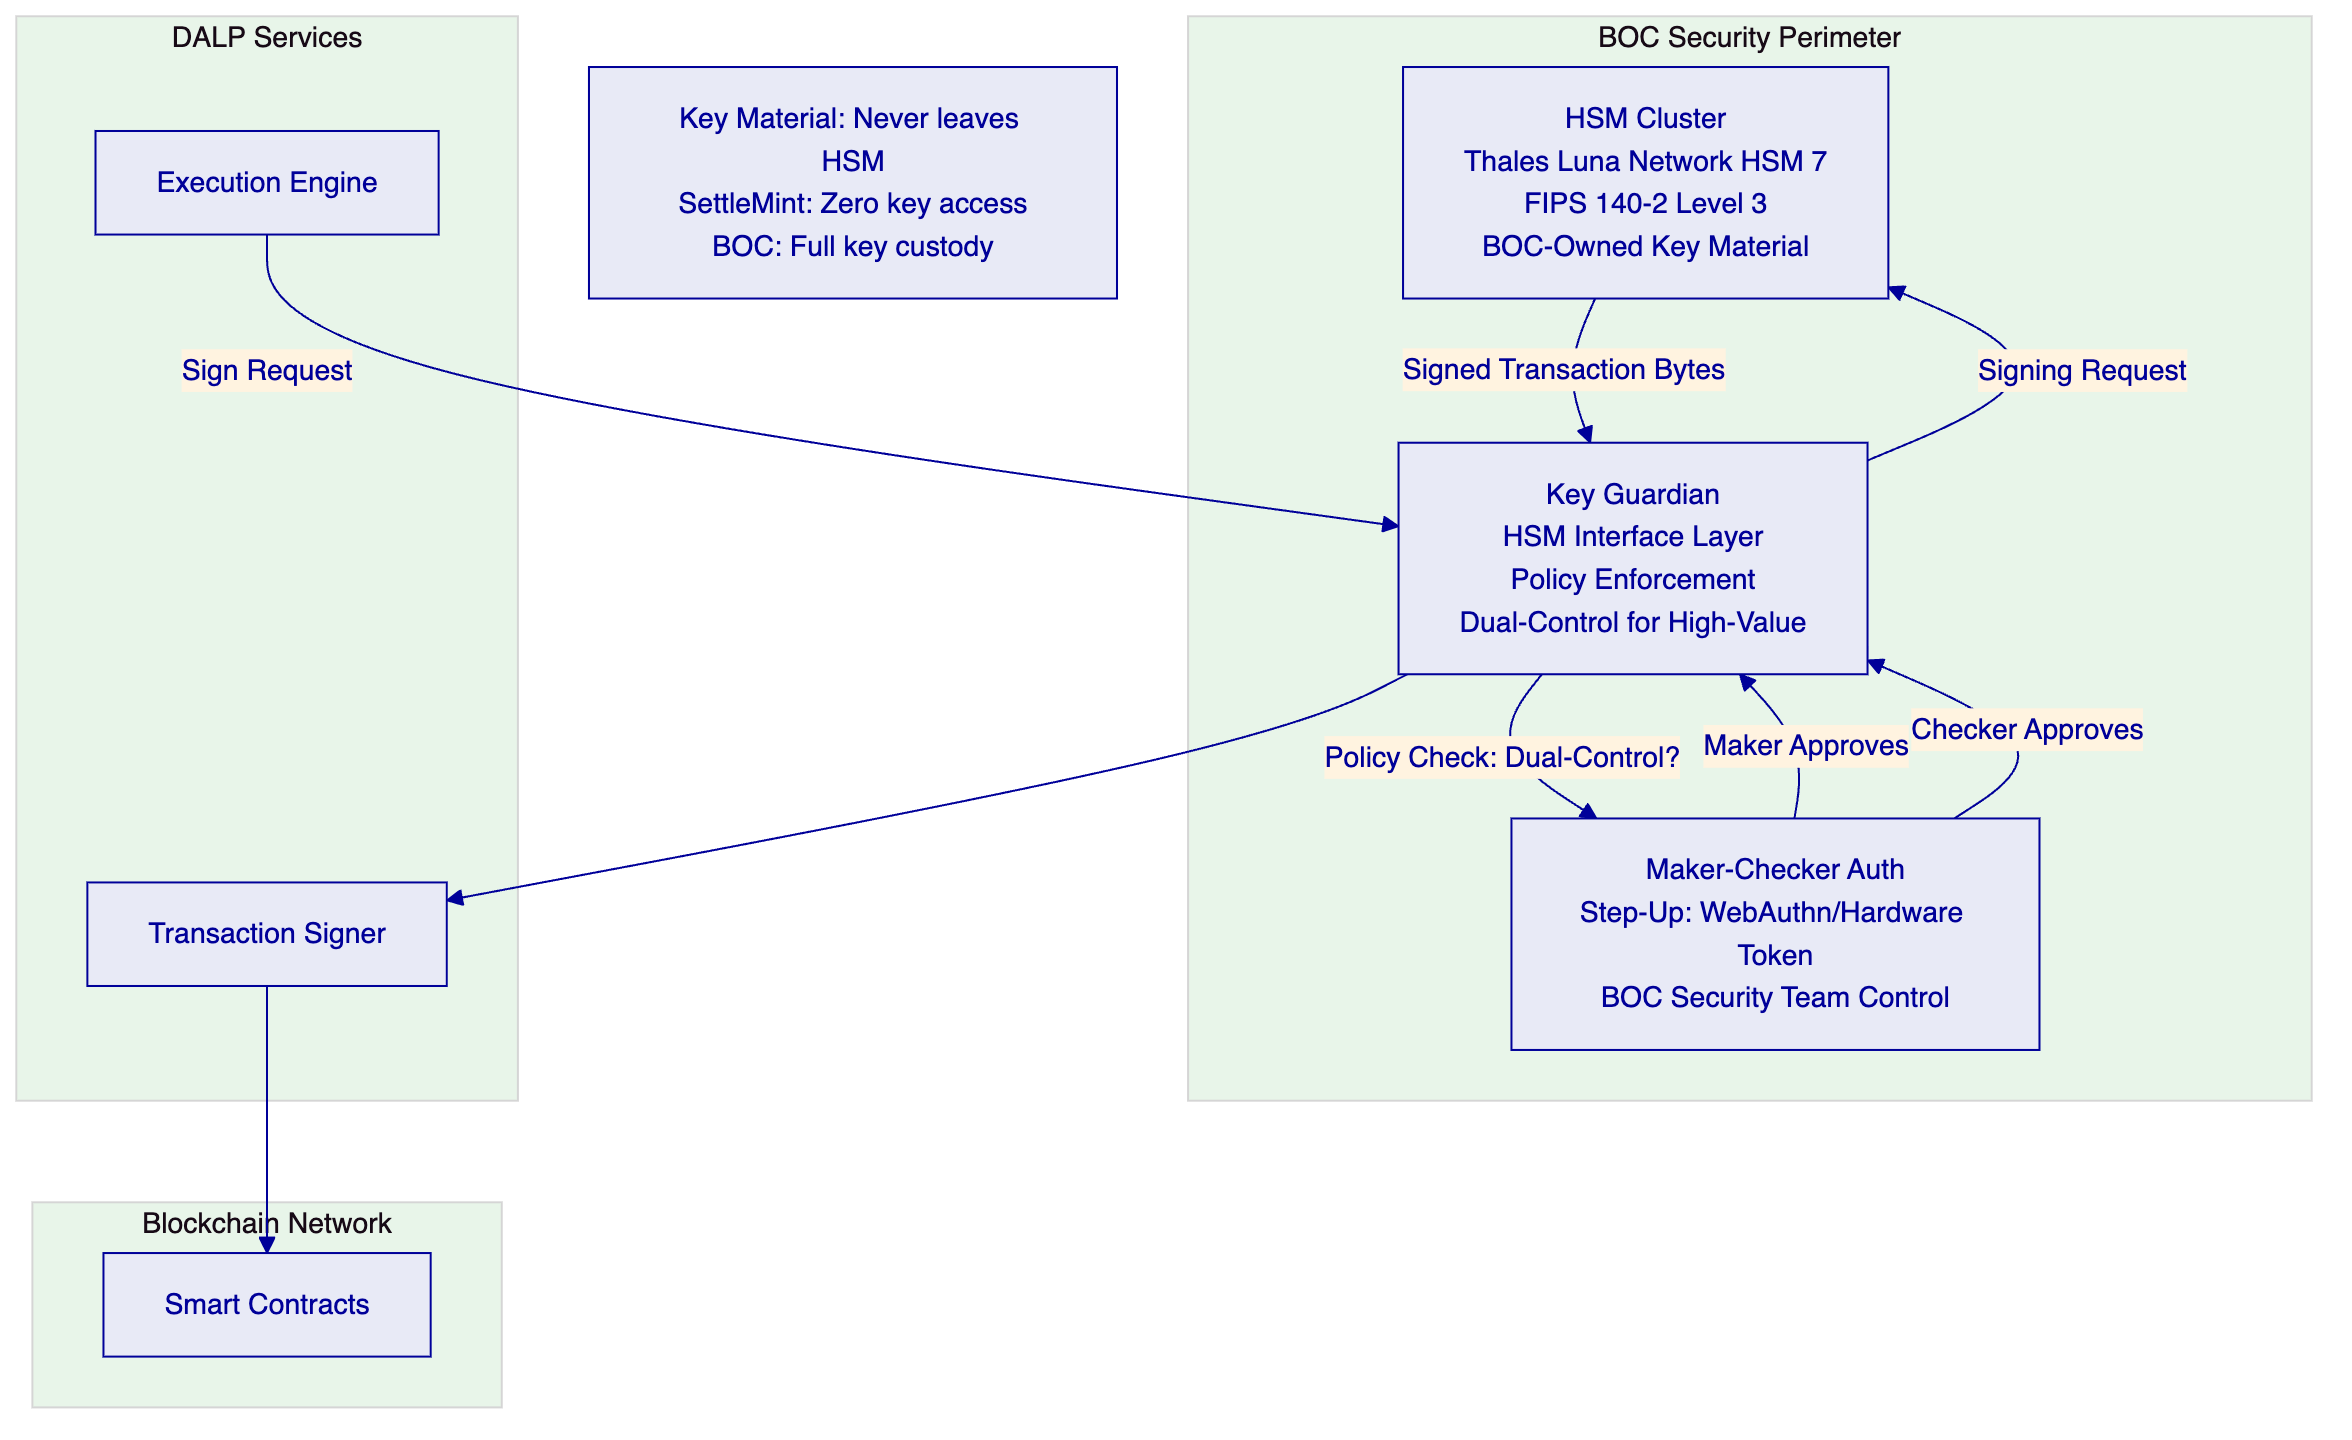 DALP Services
BOC Security Perimeter
Execution Engine
Key Material: Never leaves
HSM
SettleMint: Zero key access
BOC: Full key custody
HSM Cluster
Thales Luna Network HSM 7
FIPS 140-2 Level 3
BOC-Owned Key Material
Sign Request
Signed Transaction Bytes
Signing Request
Key Guardian
HSM Interface Layer
Policy Enforcement
Dual-Control for High-Value
Policy Check: Dual-Control?
Maker Approves
Checker Approves
Transaction Signer
Maker-Checker Auth
Step-Up: WebAuthn/Hardware
Token
BOC Security Team Control
Blockchain Network
Smart Contracts